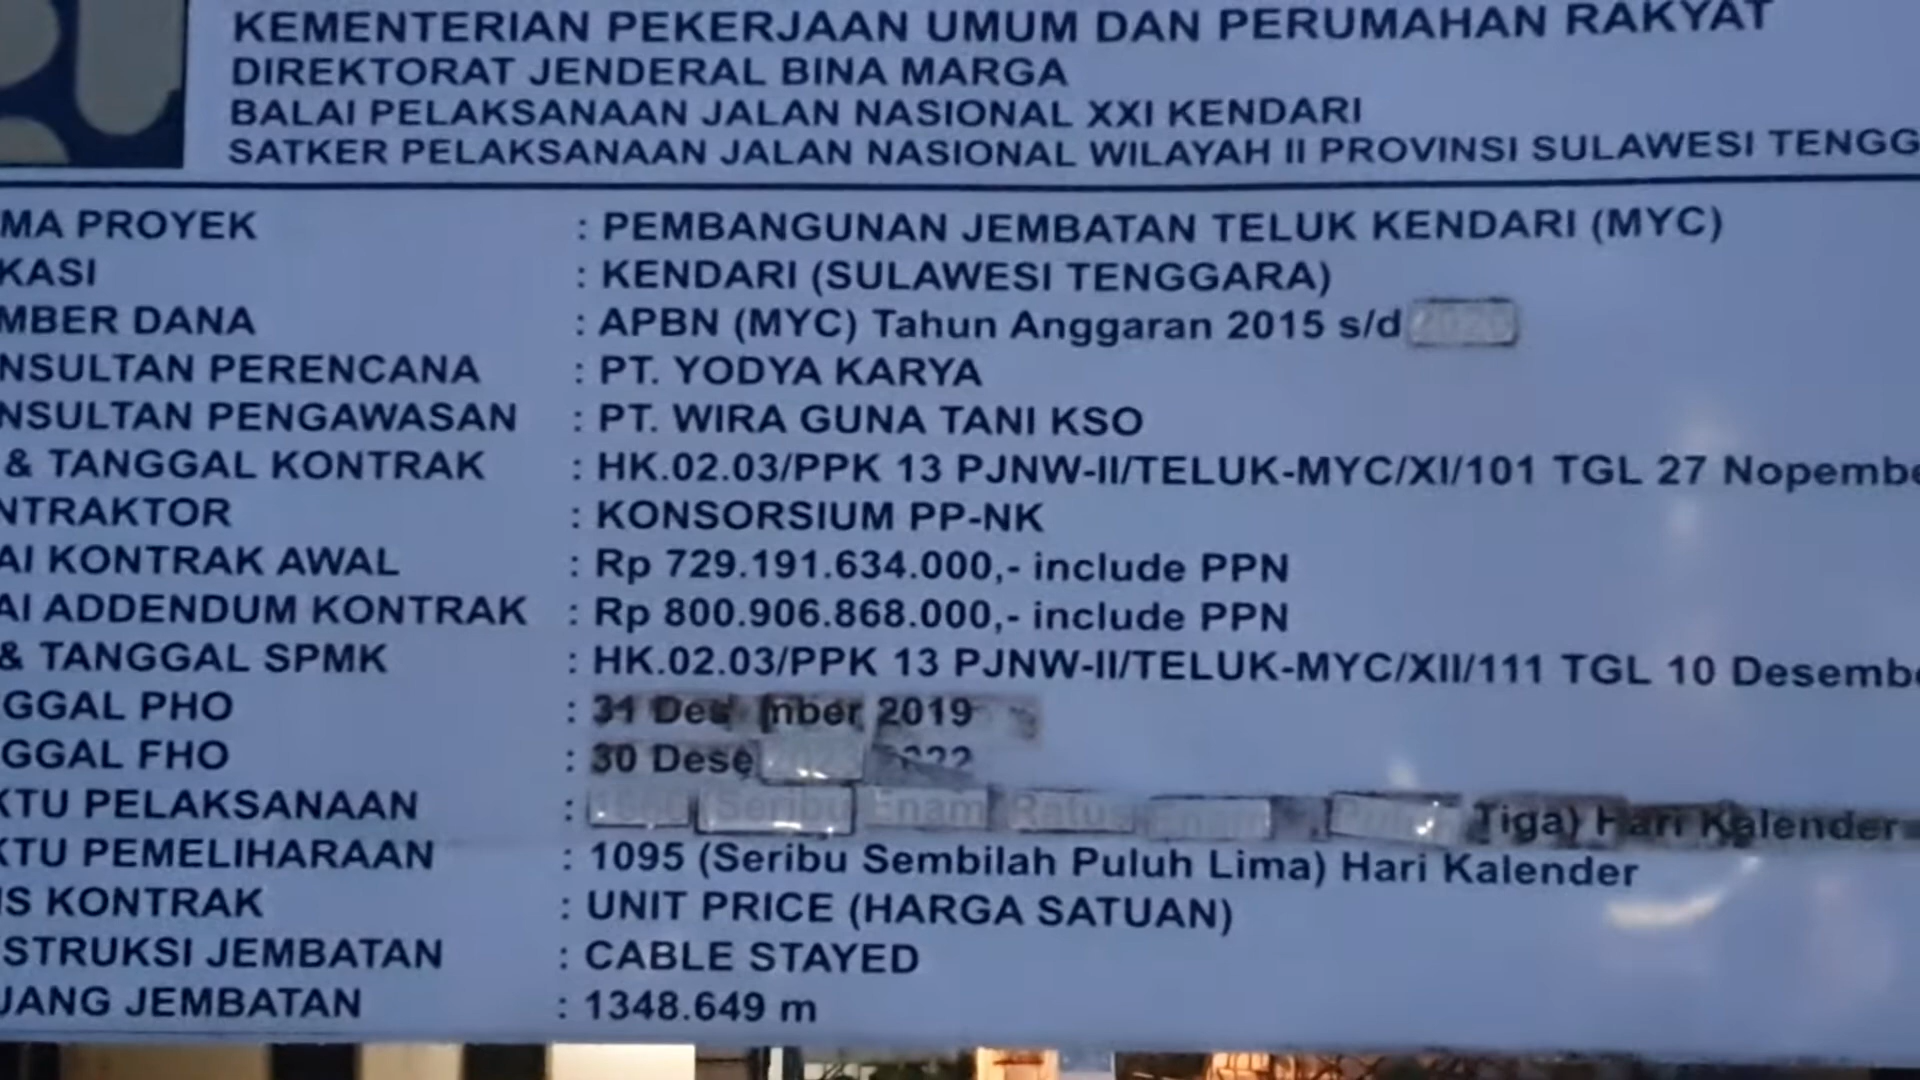 KEMENTERIAN PEKERJAAN UMUM DAN PERUMAHAN RAKYAT
DIREKTORAT JENDERAL BINA MARGA
BALAI PELAKSANAAN JALAN NASIONAL XXI KENDARI
SATKER PELAKSANAAN JALAN NASIONAL WILAYAH II PROVINSI SULAWESI TENGG
MA PROYEK : PEMBANGUNAN JEMBATAN TELUK KENDARI (MYC)
KASI : KENDARI (SULAWESI TENGGARA)
MBER DANA : APBN (MYC) Tahun Anggaran 2015 s/d
NSULTAN PERENCANA : PT. YODYA KARYA
NSULTAN PENGAWASAN : PT. WIRA GUNA TANI KSO
& TANGGAL KONTRAK : HK.02.03/PPK 13 PJNW-II/TELUK-MYC/XI/101 TGL 27 Nopembe
NTRAKTOR : KONSORSIUM PP-NK
AI KONTRAK AWAL : Rp 729.191.634.000,- include PPN
AI ADDENDUM KONTRAK : Rp 800.906.868.000,- include PPN
& TANGGAL SPMK : HK.02.03/PPK 13 PJNW-II/TELUK-MYC/XII/111 TGL 10 Desembe
GGAL PHO : 31 Des mber 2019
GGAL FHO : 30 Dese
KTU PELAKSANAAN : (Seribu Enam Ratus Tiga) Hari Kalender
KTU PEMELIHARAAN : 1095 (Seribu Sembilah Puluh Lima) Hari Kalender
IS KONTRAK : UNIT PRICE (HARGA SATUAN)
STRUKSI JEMBATAN : CABLE STAYED
JANG JEMBATAN : 1348.649 m